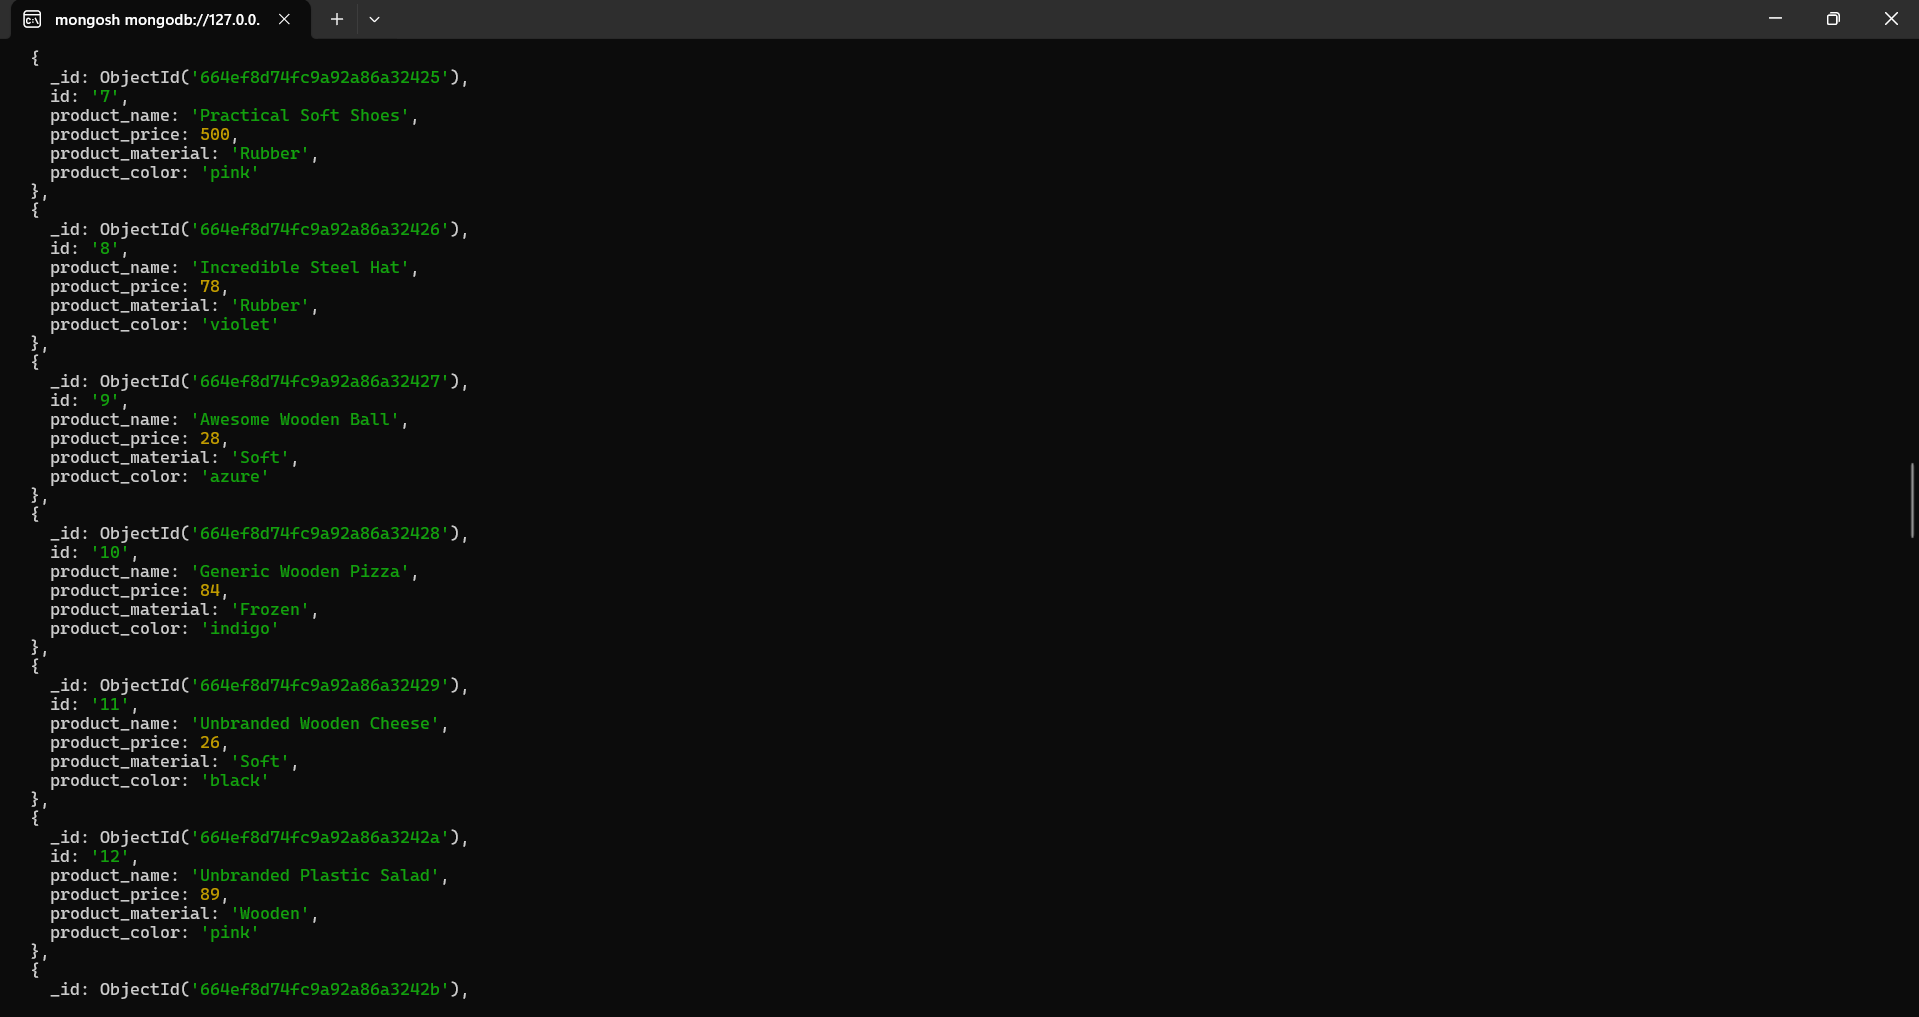 mongosh mongodb://127.0.0.
{
  _id: ObjectId('664ef8d74fc9a92a86a32425'),
  id: '7',
  product_name: 'Practical Soft Shoes',
  product_price: 500,
  product_material: 'Rubber',
  product_color: 'pink'
},
{
  _id: ObjectId('664ef8d74fc9a92a86a32426'),
  id: '8',
  product_name: 'Incredible Steel Hat',
  product_price: 78,
  product_material: 'Rubber',
  product_color: 'violet'
},
{
  _id: ObjectId('664ef8d74fc9a92a86a32427'),
  id: '9',
  product_name: 'Awesome Wooden Ball',
  product_price: 28,
  product_material: 'Soft',
  product_color: 'azure'
},
{
  _id: ObjectId('664ef8d74fc9a92a86a32428'),
  id: '10',
  product_name: 'Generic Wooden Pizza',
  product_price: 84,
  product_material: 'Frozen',
  product_color: 'indigo'
},
{
  _id: ObjectId('664ef8d74fc9a92a86a32429'),
  id: '11',
  product_name: 'Unbranded Wooden Cheese',
  product_price: 26,
  product_material: 'Soft',
  product_color: 'black'
},
{
  _id: ObjectId('664ef8d74fc9a92a86a3242a'),
  id: '12',
  product_name: 'Unbranded Plastic Salad',
  product_price: 89,
  product_material: 'Wooden',
  product_color: 'pink'
},
{
  _id: ObjectId('664ef8d74fc9a92a86a3242b'),